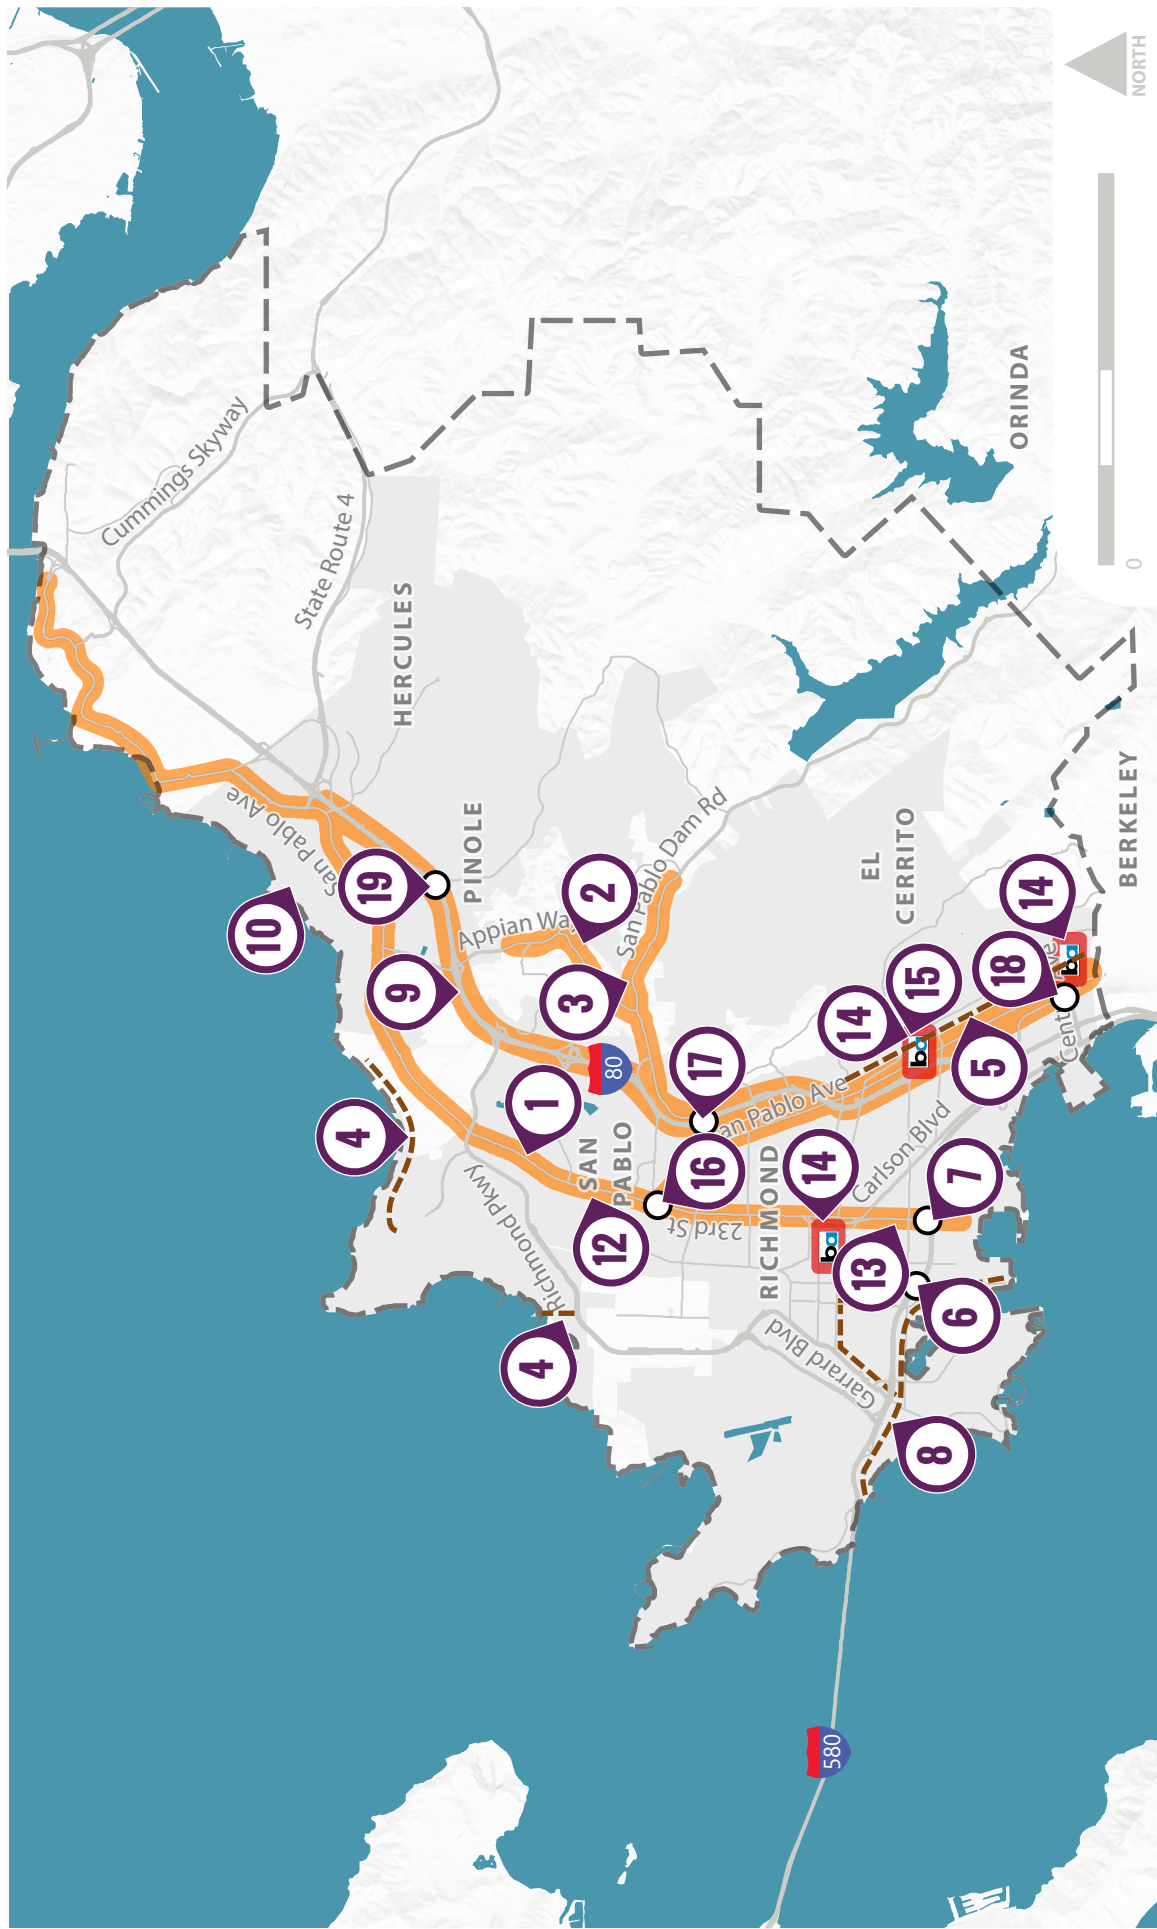 NORTH
0
ORINDA
Cummings Skyway
State Route 4
HERCULES
San Pablo Ave
10
19
PINOLE
Appian Way
2
San Pablo Dam Rd
EL
CERRITO
BERKELEY
9
3
14
18
15
14
5
ba
ba
80
17
1
4
SAN
PABLO
San Pablo Ave
16
14
Carlson Blvd
7
12
23rd St
RICHMOND
ba
13
6
Richmond Pkwy
4
Garrard Blvd
8
580